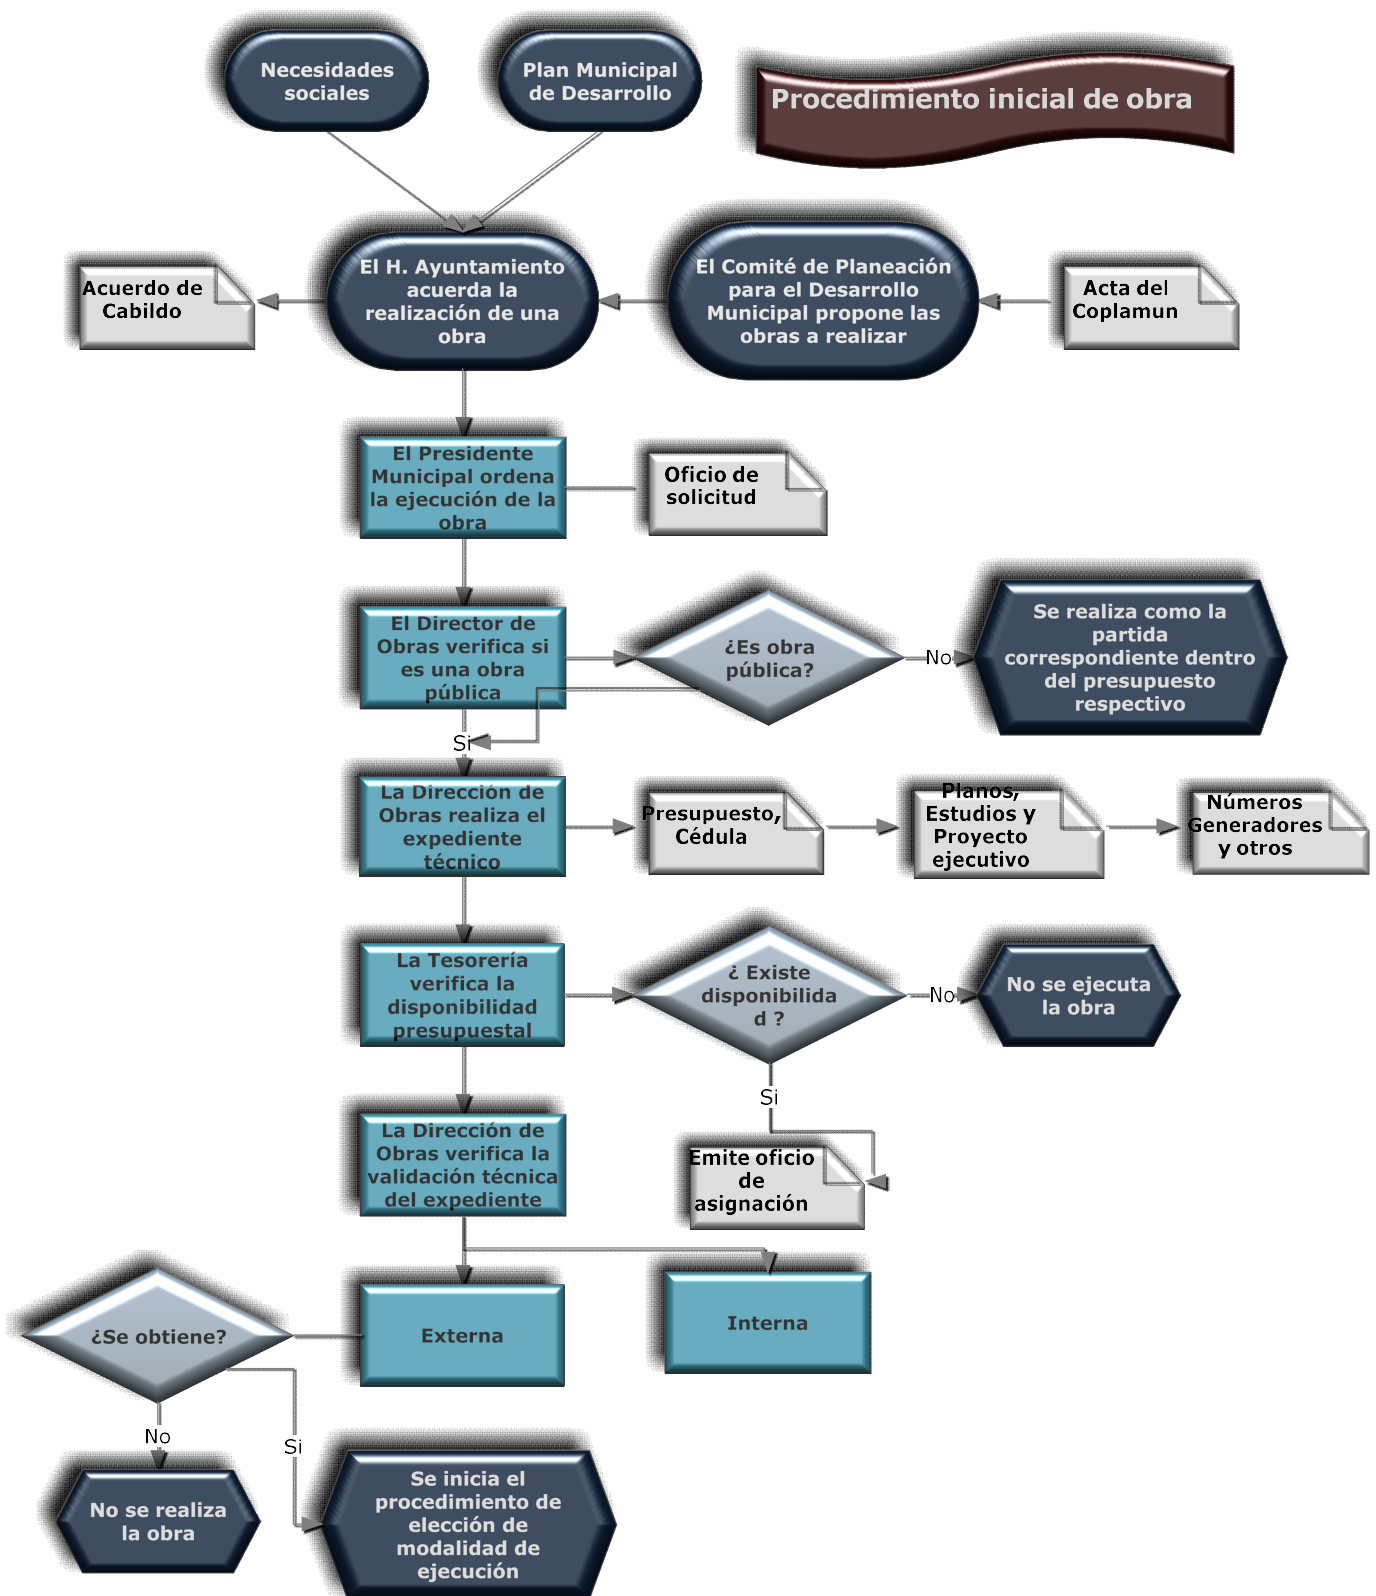 Necesidades
sociales
Plan Municipal
de Desarrollo
Procedimiento inicial de obra
Acuerdo de
Cabildo
El H. Ayuntamiento
acuerda la
realización de una
obra
El Comité de Planeación
para el Desarrollo
Municipal propone las
obras a realizar
Acta del
Coplamun
El Presidente
Municipal ordena
la ejecución de la
obra
Oficio de
solicitud
El Director de
Obras verifica si
es una obra
pública
¿Es obra
pública?
No
Se realiza como la
partida
correspondiente dentro
del presupuesto
respectivo
Si
La Dirección de
Obras realiza el
expediente
técnico
Presupuesto,
Cédula
Planos,
Estudios y
Proyecto
ejecutivo
Números
Generadores
y otros
La Tesorería
verifica la
disponibilidad
presupuestal
¿ Existe
disponibilida
d ?
No
No se ejecuta
la obra
Si
La Dirección de
Obras verifica la
validación técnica
del expediente
Emite oficio
de
asignación
¿Se obtiene?
Externa
Interna
No
Si
No se realiza
la obra
Se inicia el
procedimiento de
elección de
modalidad de
ejecución